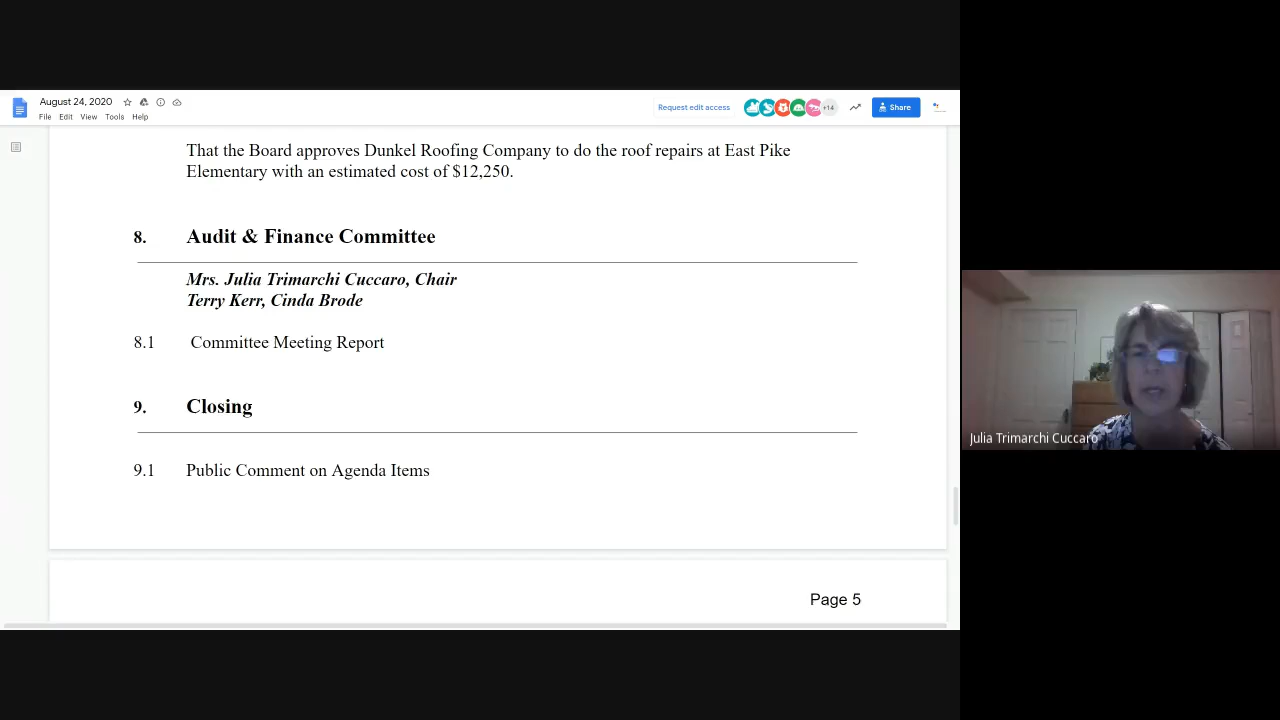 August 24, 2020
File Edit View Tools Help
Request edit access
+14
Share
That the Board approves Dunkel Roofing Company to do the roof repairs at East Pike
Elementary with an estimated cost of $12,250.
8. Audit & Finance Committee
Mrs. Julia Trimarchi Cuccaro, Chair
Terry Kerr, Cinda Brode
8.1 Committee Meeting Report
9. Closing
9.1 Public Comment on Agenda Items
Page 5
Julia Trimarchi Cuccaro